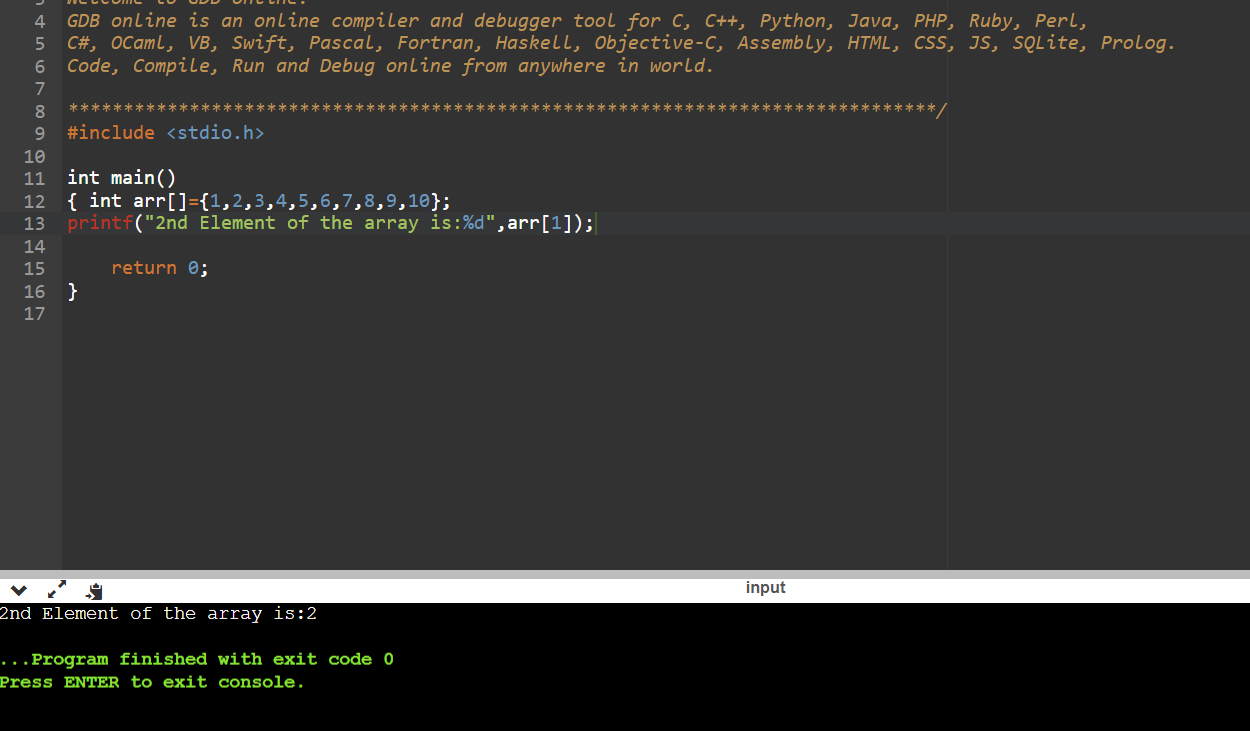 3 Welcome to GDB Online.
4 GDB online is an online compiler and debugger tool for C, C++, Python, Java, PHP, Ruby, Perl,
5 C#, OCaml, VB, Swift, Pascal, Fortran, Haskell, Objective-C, Assembly, HTML, CSS, JS, SQLite, Prolog.
6 Code, Compile, Run and Debug online from anywhere in world.
7
8 *******************************************************************************/
9 #include <stdio.h>
10
11 int main()
12 { int arr[]={1,2,3,4,5,6,7,8,9,10};
13 printf("2nd Element of the array is:%d",arr[1]);
14
15     return 0;
16 }
17
input
2nd Element of the array is:2
...Program finished with exit code 0
Press ENTER to exit console.